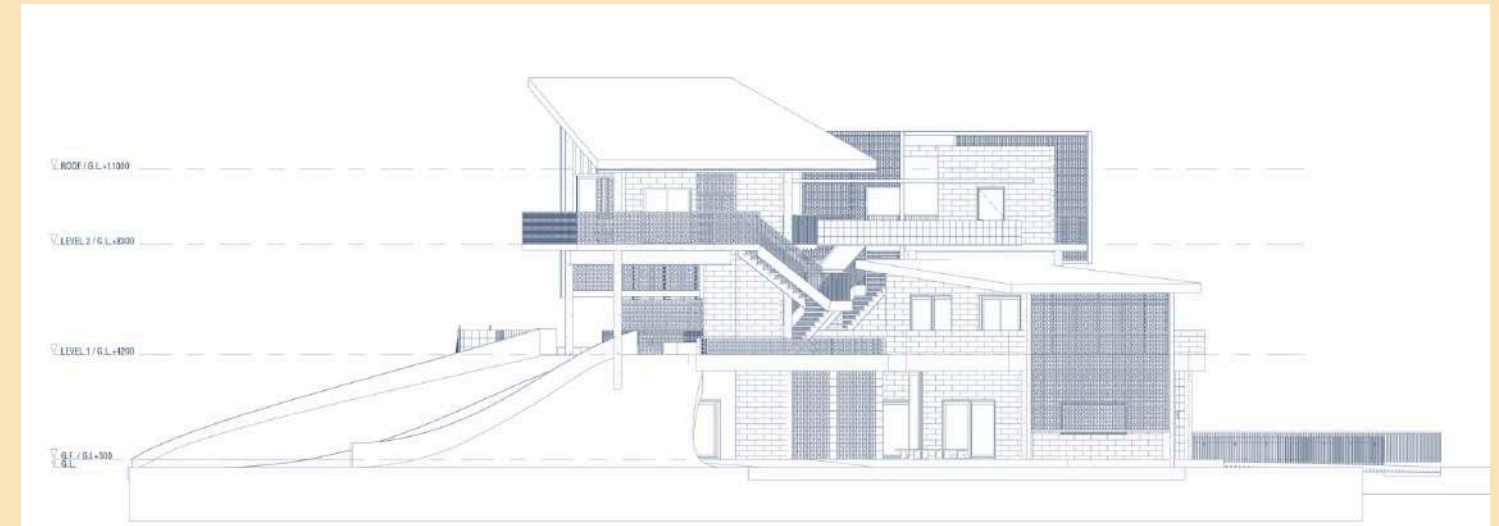 ROOF / G.L.+11000
LEVEL 2 / G.L.+8300
LEVEL 1 / G.L.+4200
G.F. / G.L+300
G.L.